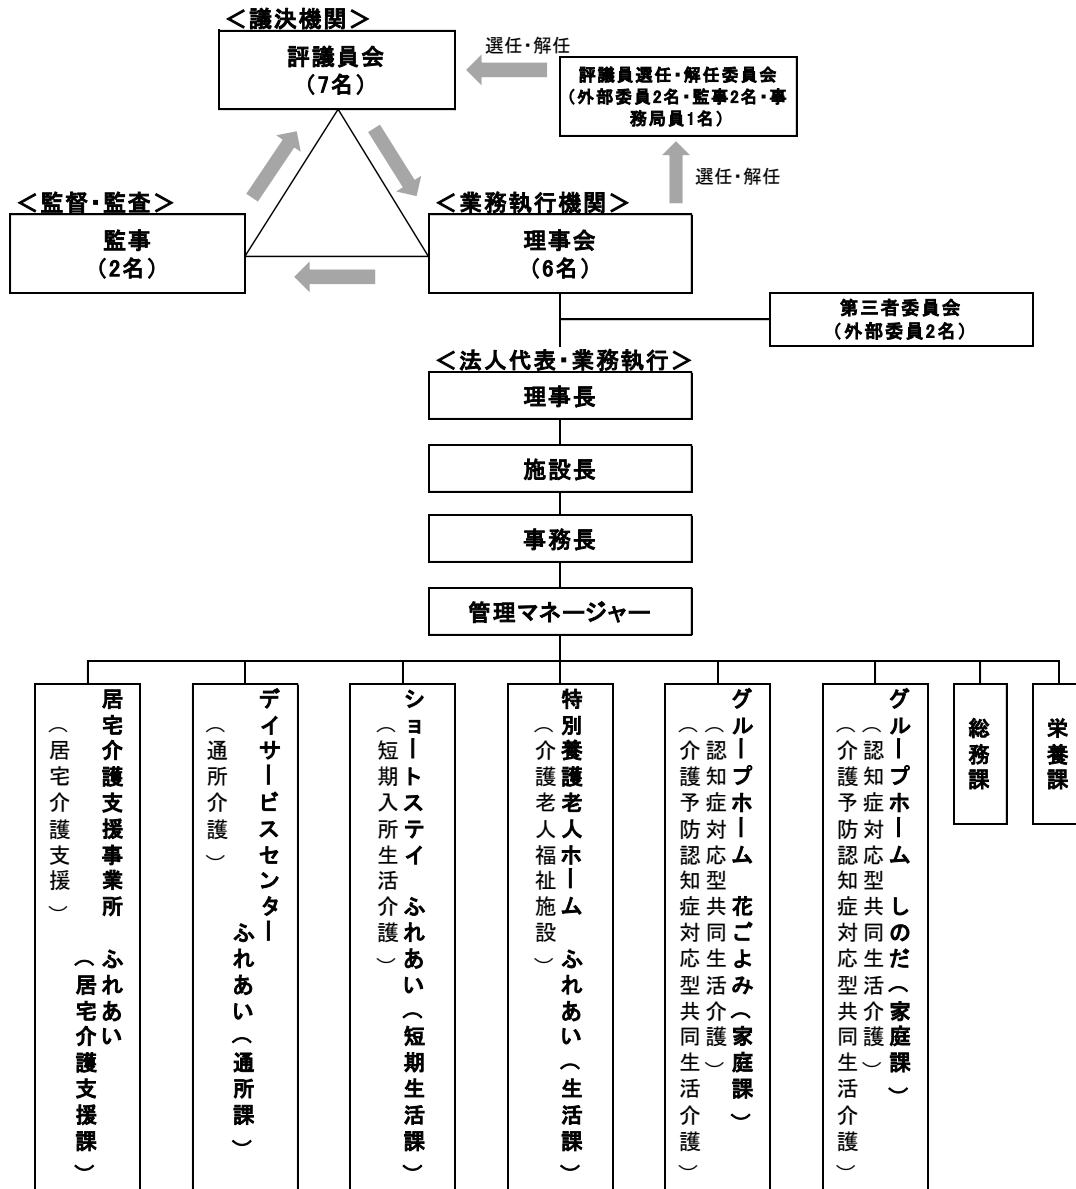 ＜議決機関＞
評議員会
（7名）
選任・解任
評議員選任・解任委員会
（外部委員2名・監事2名・事
務局員1名）
選任・解任
＜監督・監査＞
監事
（2名）
＜業務執行機関＞
理事会
（6名）
第三者委員会
（外部委員2名）
＜法人代表・業務執行＞
理事長
施設長
事務長
管理マネージャー
居宅介護支援事業所　ふれあい
（居宅介護支援課）
（居宅介護支援）
デイサービスセンター
ふれあい（通所課）
（通所介護）
ショートステイ　ふれあい（短期生活課）
（短期入所生活介護）
特別養護老人ホーム　ふれあい（生活課）
（介護老人福祉施設）
グループホーム　花ごよみ（家庭課）
（認知症対応型共同生活介護）
（介護予防認知症対応型共同生活介護）
グループホーム　しのだ（家庭課）
（認知症対応型共同生活介護）
（介護予防認知症対応型共同生活介護）
総務課
栄養課